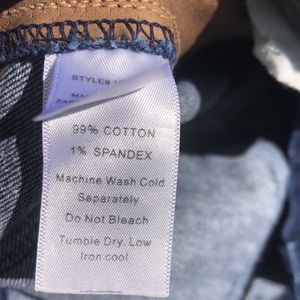 STYLE#
99% COTTON
1% SPANDEX
Machine Wash Cold
Separately
Do Not Bleach
Tumble Dry. Low
Iron cool